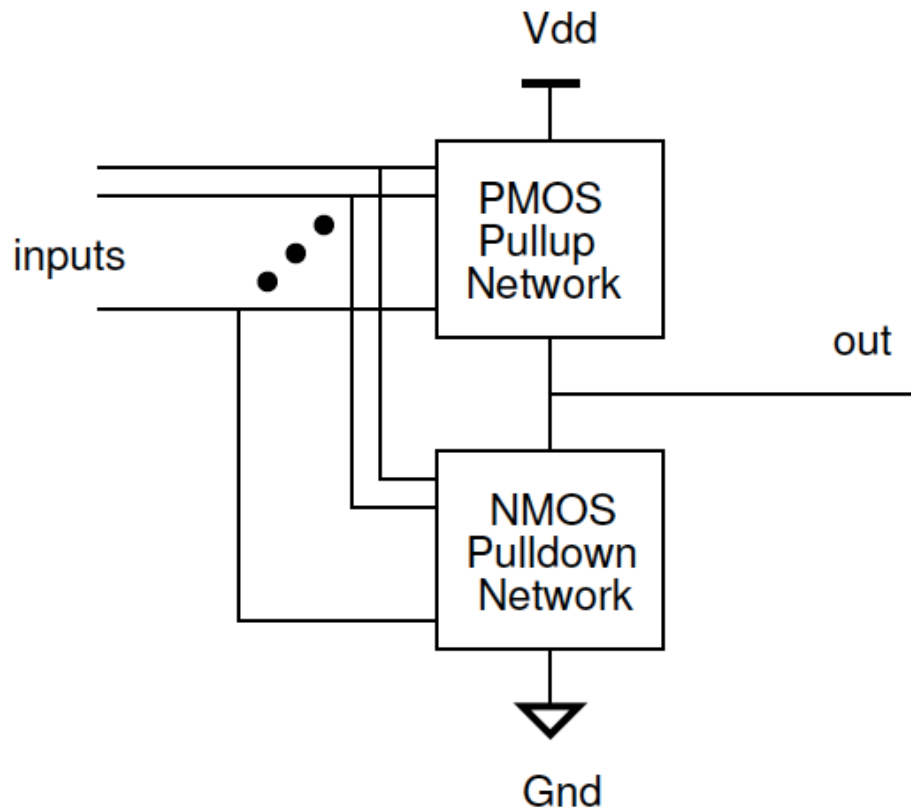 Vdd
PMOS
Pullup
Network
inputs
out
NMOS
Pulldown
Network
Gnd